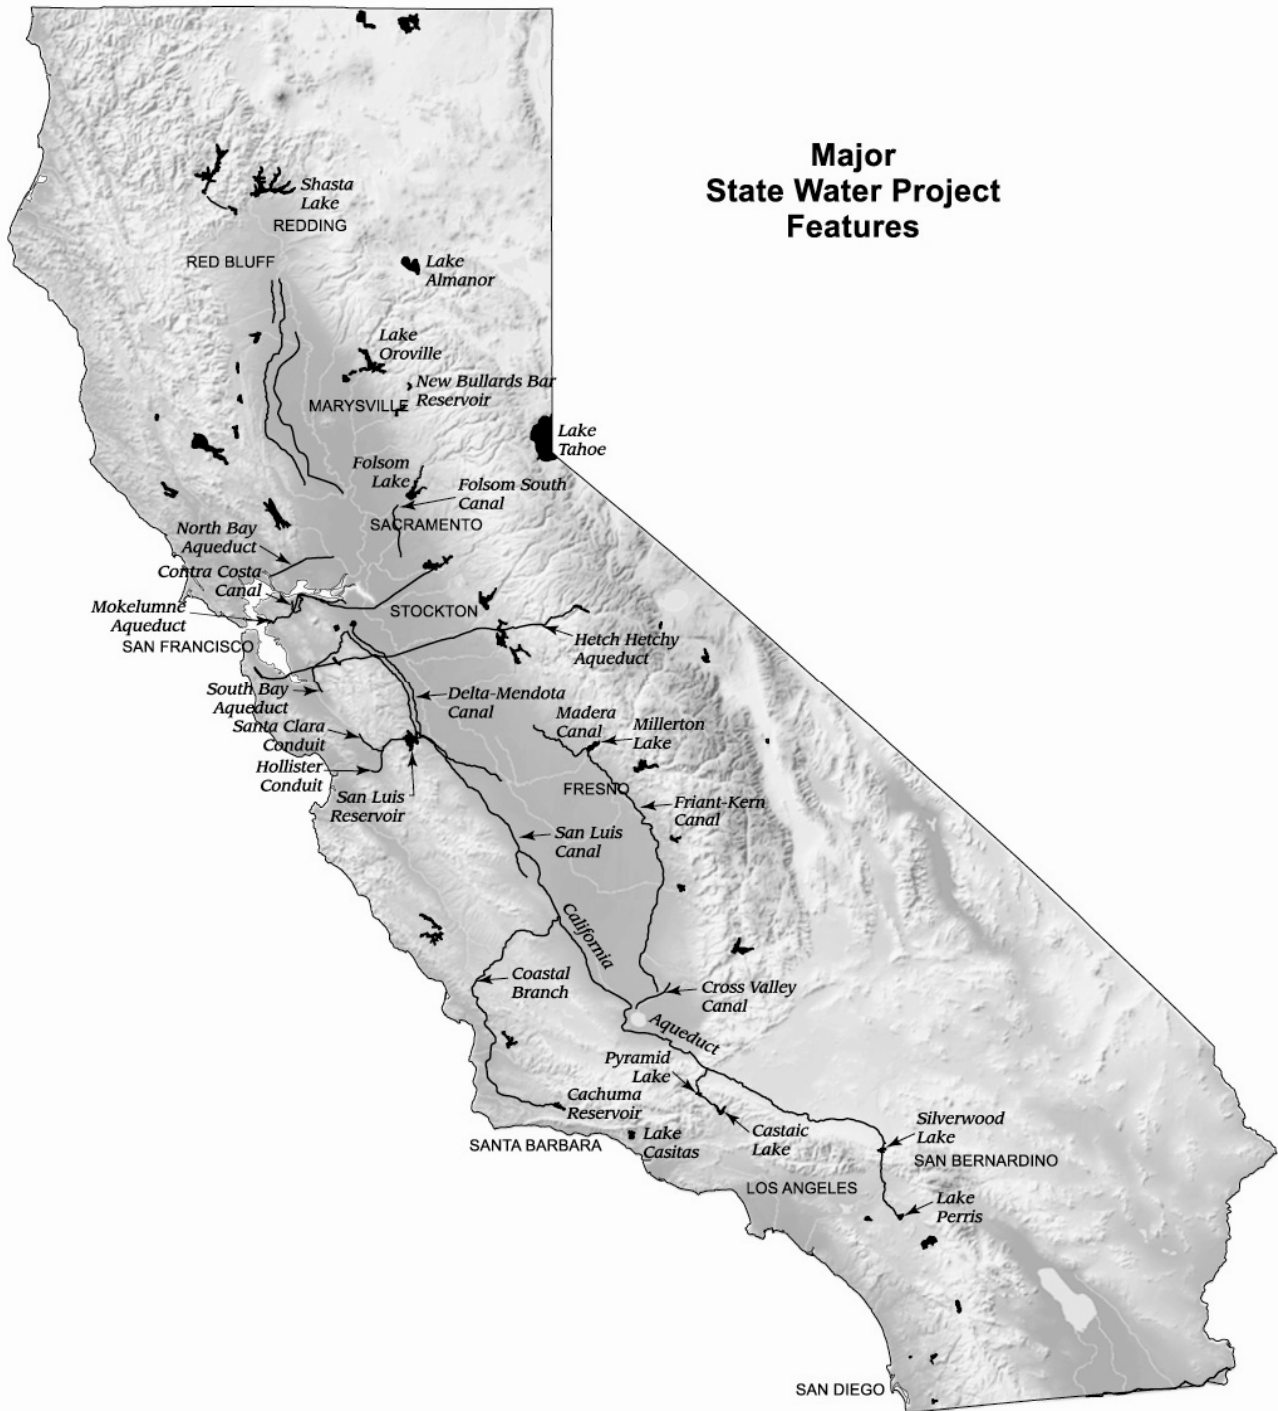 Major
State Water Project
Features
Shasta
Lake
REDDING
RED BLUFF
Lake
Almanor
Lake
Oroville
New Bullards Bar
Reservoir
MARYSVILLE
Lake
Tahoe
Folsom
Lake
Folsom South
Canal
SACRAMENTO
North Bay
Aqueduct
Contra Costa
Canal
Mokelumne
Aqueduct
STOCKTON
SAN FRANCISCO
Hetch Hetchy
Aqueduct
South Bay
Aqueduct
Delta-Mendota
Canal
Madera
Canal
Millerton
Lake
Santa Clara
Conduit
Hollister
Conduit
San Luis
Reservoir
FRESNO
Friant-Kern
Canal
San Luis
Canal
California
Aqueduct
Coastal
Branch
Cross Valley
Canal
Pyramid
Lake
Cachuma
Reservoir
Castaic
Lake
Silverwood
Lake
SANTA BARBARA
Lake
Casitas
SAN BERNARDINO
LOS ANGELES
Lake
Perris
SAN DIEGO